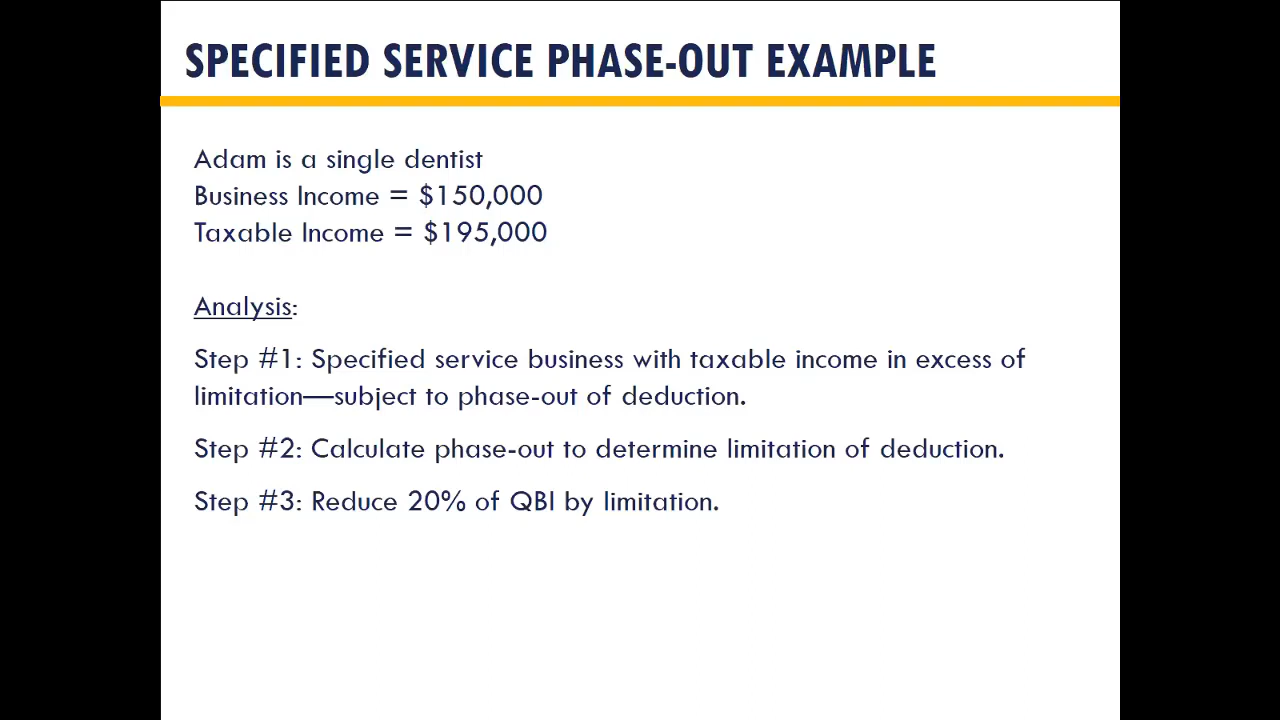 SPECIFIED SERVICE PHASE-OUT EXAMPLE
Adam is a single dentist
Business Income = $150,000
Taxable Income = $195,000
Analysis:
Step #1: Specified service business with taxable income in excess of
limitation—subject to phase-out of deduction.
Step #2: Calculate phase-out to determine limitation of deduction.
Step #3: Reduce 20% of QBI by limitation.